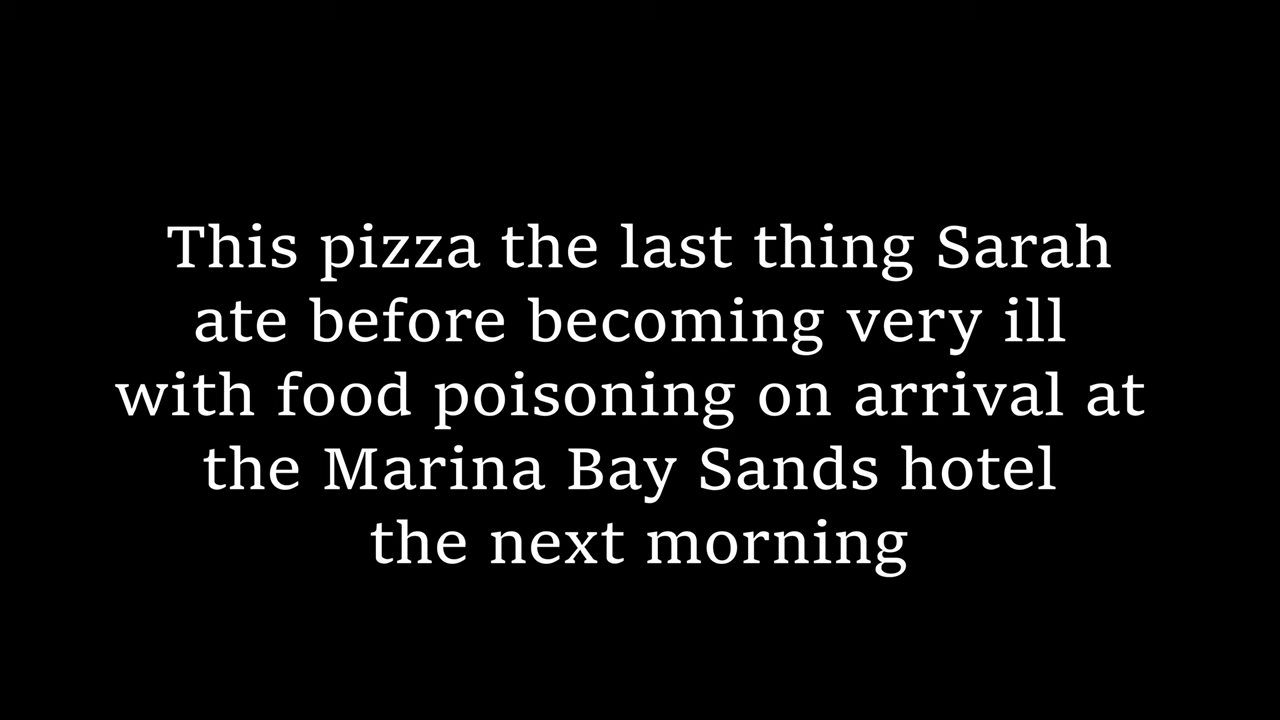 This pizza the last thing Sarah
ate before becoming very ill
with food poisoning on arrival at
the Marina Bay Sands hotel
the next morning